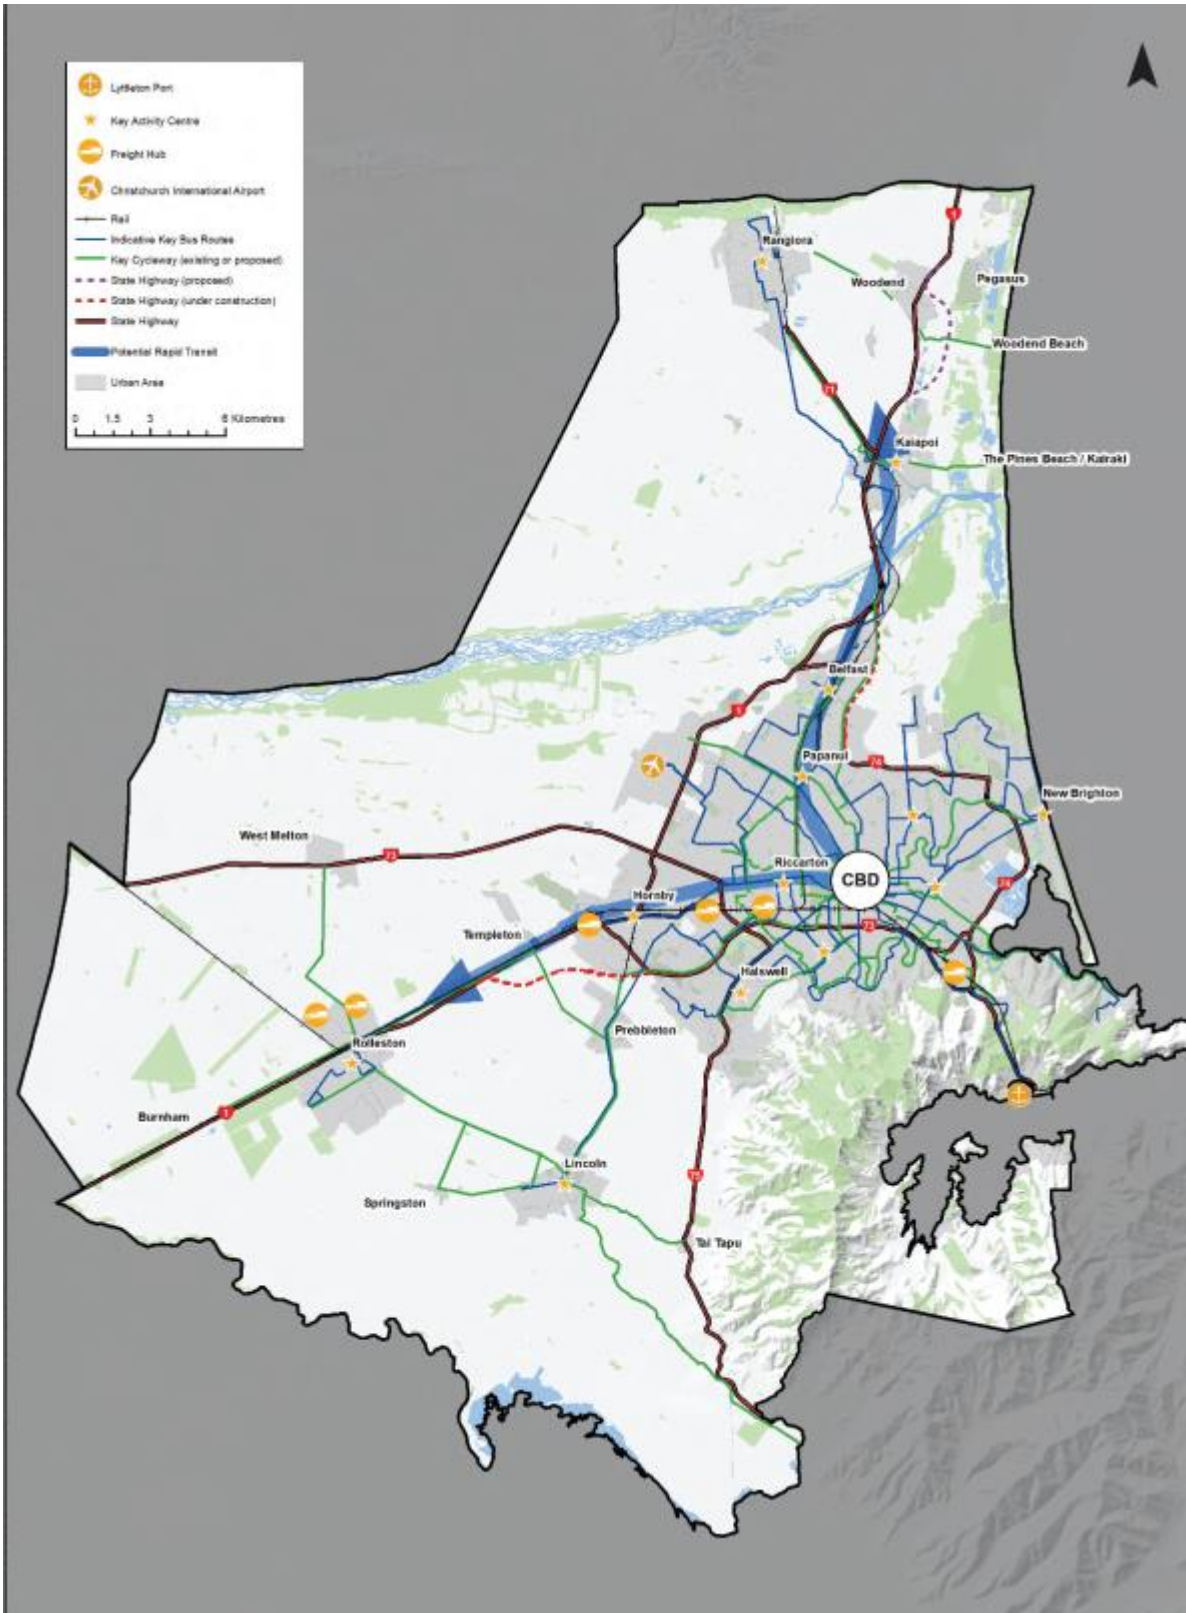 Lyttleton Port
Key Activity Centre
Freight Hub
Christchurch International Airport
Rail
Indicative Key Bus Routes
Key Cycleway (existing or proposed)
State Highway (proposed)
State Highway (under construction)
State Highway
Potential Rapid Transit
Urban Area
0 1.5 3 6 Kilometres
1
Rangiora
Woodend
Pegasus
Woodend Beach
71
Kaiapoi
The Pines Beach / Kairaki
Belfast
1
Papanui
74
New Brighton
West Melton
73
Riccarton
CBD
74
Hornby
Templeton
73
Halswell
Prebbleton
Rolleston
Burnham
1
Lincoln
75
Springston
Tai Tapu